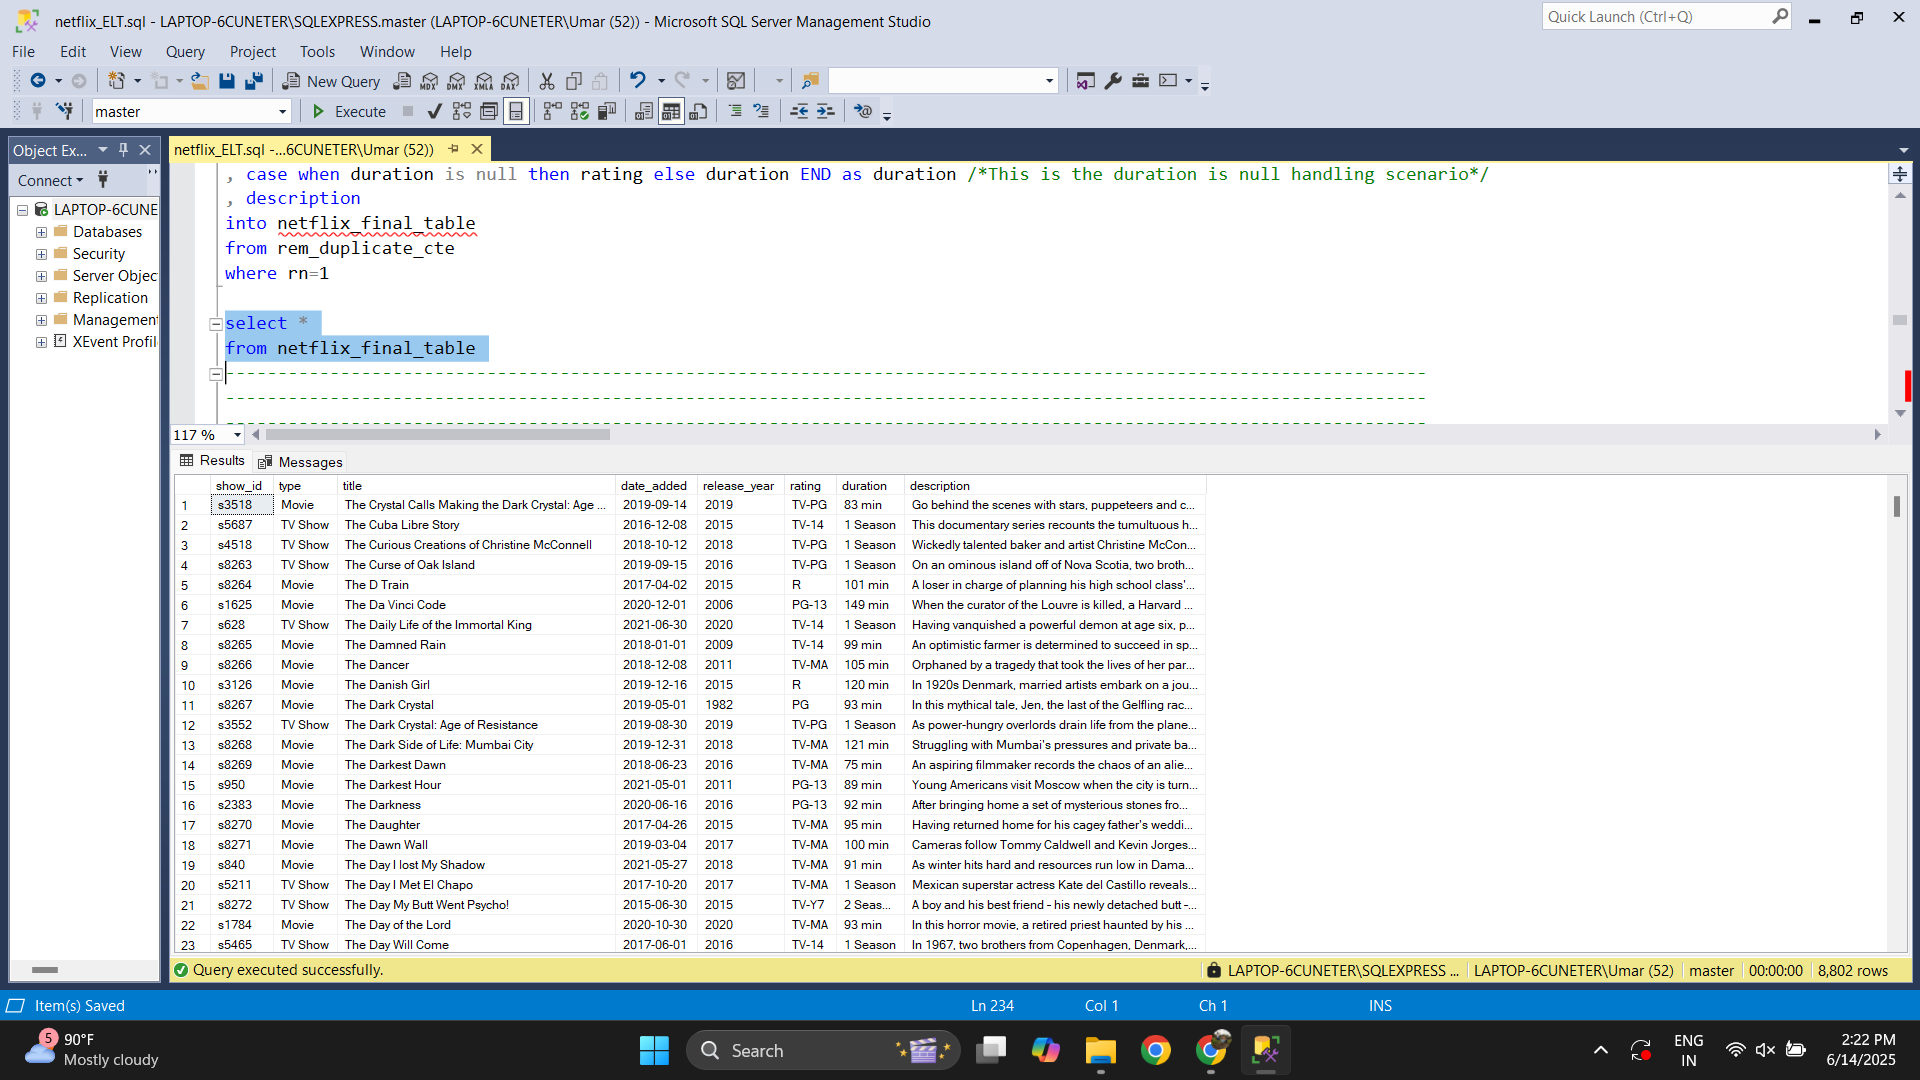 netflix_ELT.sql - LAPTOP-6CUNETER\SQLEXPRESS.master (LAPTOP-6CUNETER\Umar (52)) - Microsoft SQL Server Management Studio
Quick Launch (Ctrl+Q)
File Edit View Query Project Tools Window Help
New Query MDX DMX XMLA DAX
master Execute
Object Ex...
netflix_ELT.sql -...6CUNETER\Umar (52))
Connect
LAPTOP-6CUNE
Databases
Security
Server Objec
Replication
Management
XEvent Profil
, case when duration is null then rating else duration END as duration /*This is the duration is null handling scenario*/
, description
into netflix_final_table
from rem_duplicate_cte
where rn=1
select *
from netflix_final_table
117 %
Results Messages
show_id type title date_added release_year rating duration description
1 s3518 Movie The Crystal Calls Making the Dark Crystal: Age ... 2019-09-14 2019 TV-PG 83 min Go behind the scenes with stars, puppeteers and c...
2 s5687 TV Show The Cuba Libre Story 2016-12-08 2015 TV-14 1 Season This documentary series recounts the tumultuous h...
3 s4518 TV Show The Curious Creations of Christine McConnell 2018-10-12 2018 TV-PG 1 Season Wickedly talented baker and artist Christine McCon...
4 s8263 TV Show The Curse of Oak Island 2019-09-15 2016 TV-PG 1 Season On an ominous island off of Nova Scotia, two broth...
5 s8264 Movie The D Train 2017-04-02 2015 R 101 min A loser in charge of planning his high school class'...
6 s1625 Movie The Da Vinci Code 2020-12-01 2006 PG-13 149 min When the curator of the Louvre is killed, a Harvard ...
7 s628 TV Show The Daily Life of the Immortal King 2021-06-30 2020 TV-14 1 Season Having vanquished a powerful demon at age six, p...
8 s8265 Movie The Damned Rain 2018-01-01 2009 TV-14 99 min An optimistic farmer is determined to succeed in sp...
9 s8266 Movie The Dancer 2018-12-08 2011 TV-MA 105 min Orphaned by a tragedy that took the lives of her par...
10 s3126 Movie The Danish Girl 2019-12-16 2015 R 120 min In 1920s Denmark, married artists embark on a jou...
11 s8267 Movie The Dark Crystal 2019-05-01 1982 PG 93 min In this mythical tale, Jen, the last of the Gelfling rac...
12 s3552 TV Show The Dark Crystal: Age of Resistance 2019-08-30 2019 TV-PG 1 Season As power-hungry overlords drain life from the plane...
13 s8268 Movie The Dark Side of Life: Mumbai City 2019-12-31 2018 TV-MA 121 min Struggling with Mumbai's pressures and private ba...
14 s8269 Movie The Darkest Dawn 2018-06-23 2016 TV-MA 75 min An aspiring filmmaker records the chaos of an alie...
15 s950 Movie The Darkest Hour 2021-05-01 2011 PG-13 89 min Young Americans visit Moscow when the city is turn...
16 s2383 Movie The Darkness 2020-06-16 2016 PG-13 92 min After bringing home a set of mysterious stones fro...
17 s8270 Movie The Daughter 2017-04-26 2015 TV-MA 95 min Having returned home for his cagey father's weddi...
18 s8271 Movie The Dawn Wall 2019-03-04 2017 TV-MA 100 min Cameras follow Tommy Caldwell and Kevin Jorges...
19 s840 Movie The Day I lost My Shadow 2021-05-27 2018 TV-MA 91 min As winter hits hard and resources run low in Dama...
20 s5211 TV Show The Day I Met El Chapo 2017-10-20 2017 TV-MA 1 Season Mexican superstar actress Kate del Castillo reveals...
21 s8272 TV Show The Day My Butt Went Psycho! 2015-06-30 2015 TV-Y7 2 Seas... A boy and his best friend – his newly detached butt –...
22 s1784 Movie The Day of the Lord 2020-10-30 2020 TV-MA 93 min In this horror movie, a retired priest haunted by his ...
23 s5465 TV Show The Day Will Come 2017-06-01 2016 TV-14 1 Season In 1967, two brothers from Copenhagen, Denmark,...
Query executed successfully. LAPTOP-6CUNETER\SQLEXPRESS ... LAPTOP-6CUNETER\Umar (52) master 00:00:00 8,802 rows
Item(s) Saved Ln 234 Col 1 Ch 1 INS
5 90°F
Mostly cloudy
Search
ENG
IN
2:22 PM
6/14/2025